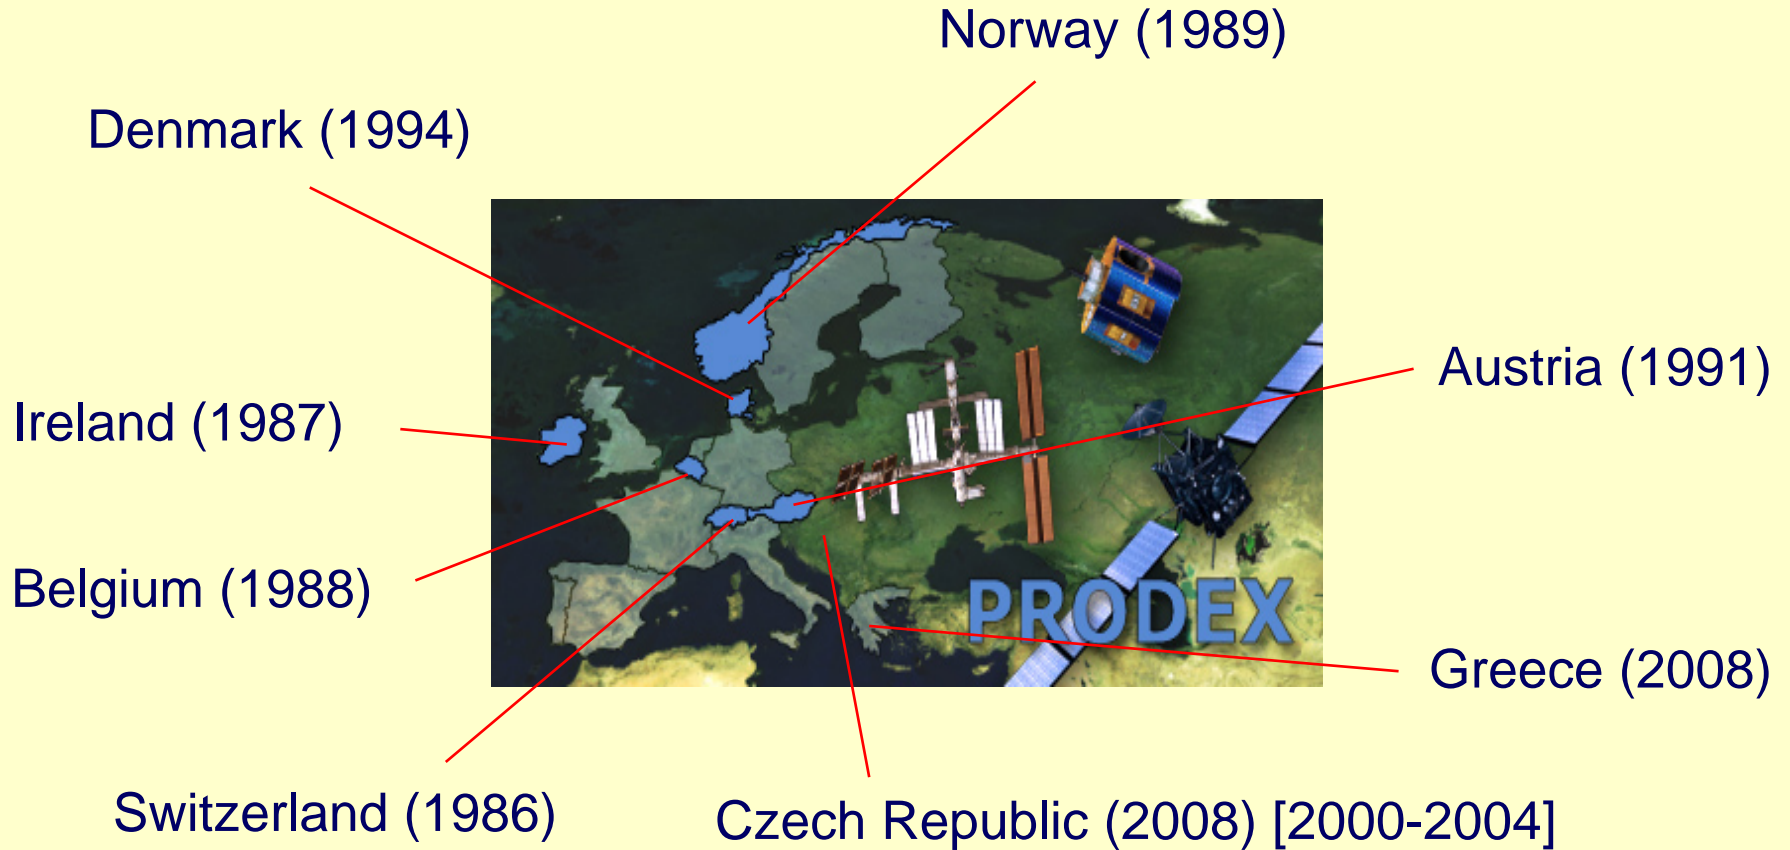 Norway (1989)
Denmark (1994)
Austria (1991)
Ireland (1987)
Belgium (1988)
PRODEX
Greece (2008)
Switzerland (1986)
Czech Republic (2008) [2000-2004]